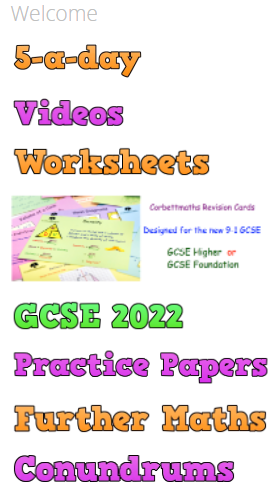 Welcome
5-a-day
Videos
Worksheets
Corbettmaths Revision Cards
Designed for the new 9-1 GCSE
GCSE Higher or
GCSE Foundation
GCSE 2022
Practice Papers
Further Maths
Conundrums